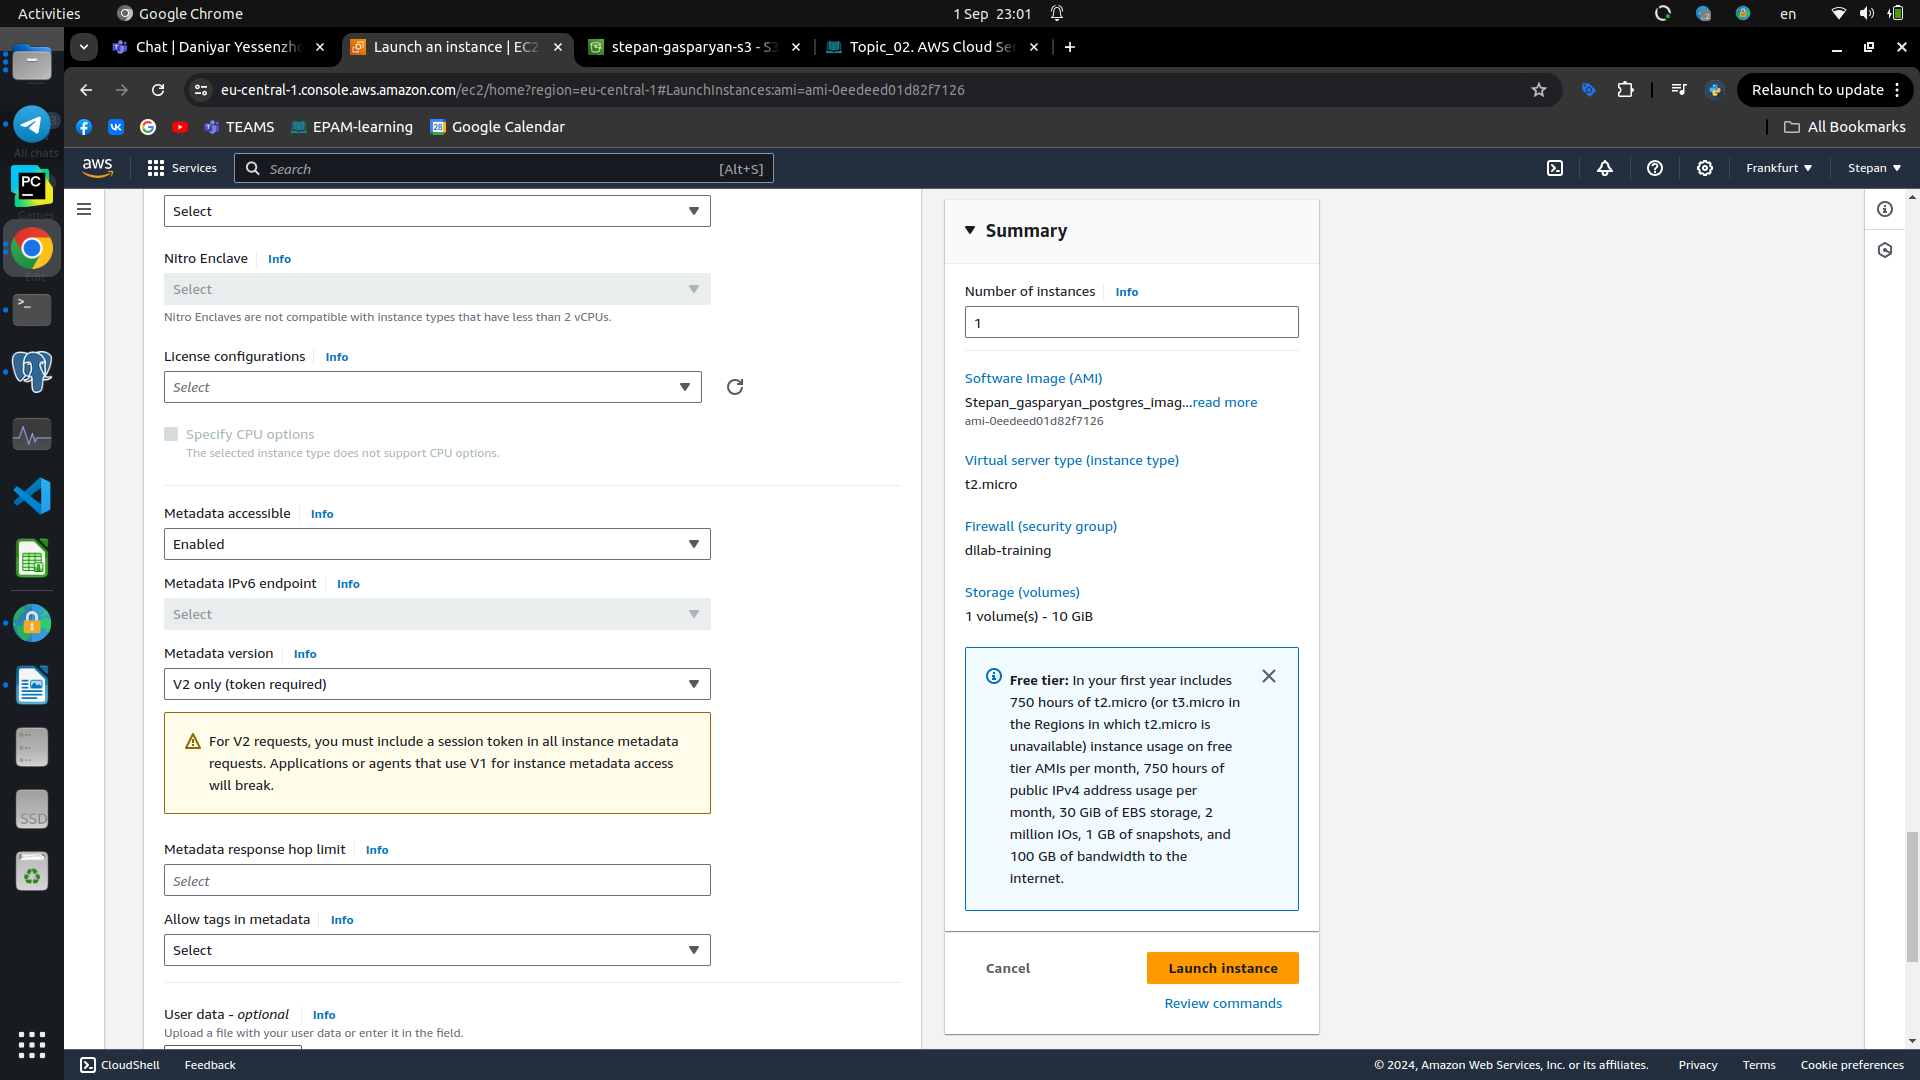 Activities
Google Chrome
1 Sep 23:01
en
Chat | Daniyar Yessenzh
Launch an instance | EC2
stepan-gasparyan-s3 - S3
Topic_02. AWS Cloud Ser
eu-central-1.console.aws.amazon.com/ec2/home?region=eu-central-1#LaunchInstances:ami=ami-0eedeed01d82f7126
Relaunch to update
TEAMS
EPAM-learning
Google Calendar
All Bookmarks
All chats
Games
Edit
PC
SSD
aws
Services
Search
[Alt+S]
Frankfurt
Stepan
Select
Nitro Enclave
Info
Select
Nitro Enclaves are not compatible with instance types that have less than 2 vCPUs.
License configurations
Info
Select
Specify CPU options
The selected instance type does not support CPU options.
Metadata accessible
Info
Enabled
Metadata IPv6 endpoint
Info
Select
Metadata version
Info
V2 only (token required)
For V2 requests, you must include a session token in all instance metadata
requests. Applications or agents that use V1 for instance metadata access
will break.
Metadata response hop limit
Info
Select
Allow tags in metadata
Info
Select
User data - optional
Info
Upload a file with your user data or enter it in the field.
Summary
Number of instances
Info
1
Software Image (AMI)
Stepan_gasparyan_postgres_imag...read more
ami-0eedeed01d82f7126
Virtual server type (instance type)
t2.micro
Firewall (security group)
dilab-training
Storage (volumes)
1 volume(s) - 10 GiB
Free tier: In your first year includes
750 hours of t2.micro (or t3.micro in
the Regions in which t2.micro is
unavailable) instance usage on free
tier AMIs per month, 750 hours of
public IPv4 address usage per
month, 30 GiB of EBS storage, 2
million IOs, 1 GB of snapshots, and
100 GB of bandwidth to the
internet.
Cancel
Launch instance
Review commands
CloudShell
Feedback
© 2024, Amazon Web Services, Inc. or its affiliates.
Privacy
Terms
Cookie preferences